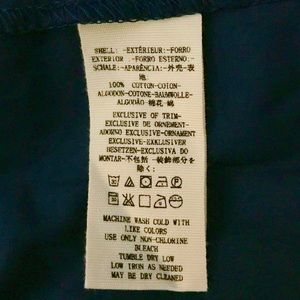 SHELL:-EXTÉRIEUR:-FORRO
EXTERIOR:-FORRO ESTERNO:-
SCHALE:-APARÊNCIA:-外壳-表
地:
100% COTTON-COTON-
ALGODON-COTONE-BAUMWOLLE-
ALGODÃO-棉花-綿
EXCLUSIVE OF TRIM-
EXCLUSIVE DE ORNEMENT-
ADORNO EXCLUSIVO-ORNAMENT
EXCLUSIVE-EXKLUSIVER
BESETZEN-EXCLUSIVA DO
MONTAR-不包括
除く:
MACHINE WASH COLD WITH
LIKE COLORS
USE ONLY NON-CHLORINE
BLEACH
TUMBLE DRY LOW
LOW IRON AS NEEDED
MAY BE DRY CLEANED